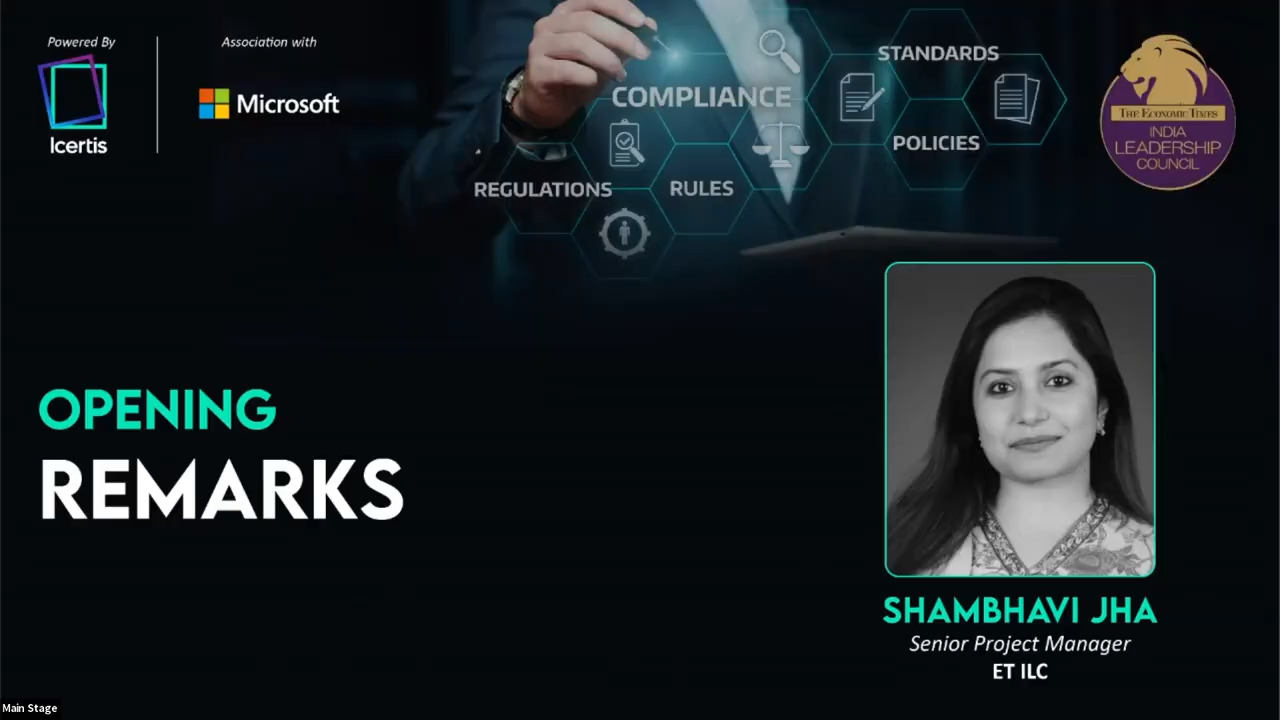 Powered By
Icertis
Association with
Microsoft
COMPLIANCE
STANDARDS
POLICIES
REGULATIONS
RULES
THE ECONOMIC TIMES
INDIA
LEADERSHIP
COUNCIL
OPENING
REMARKS
SHAMBHAVI JHA
Senior Project Manager
ET ILC
Main Stage